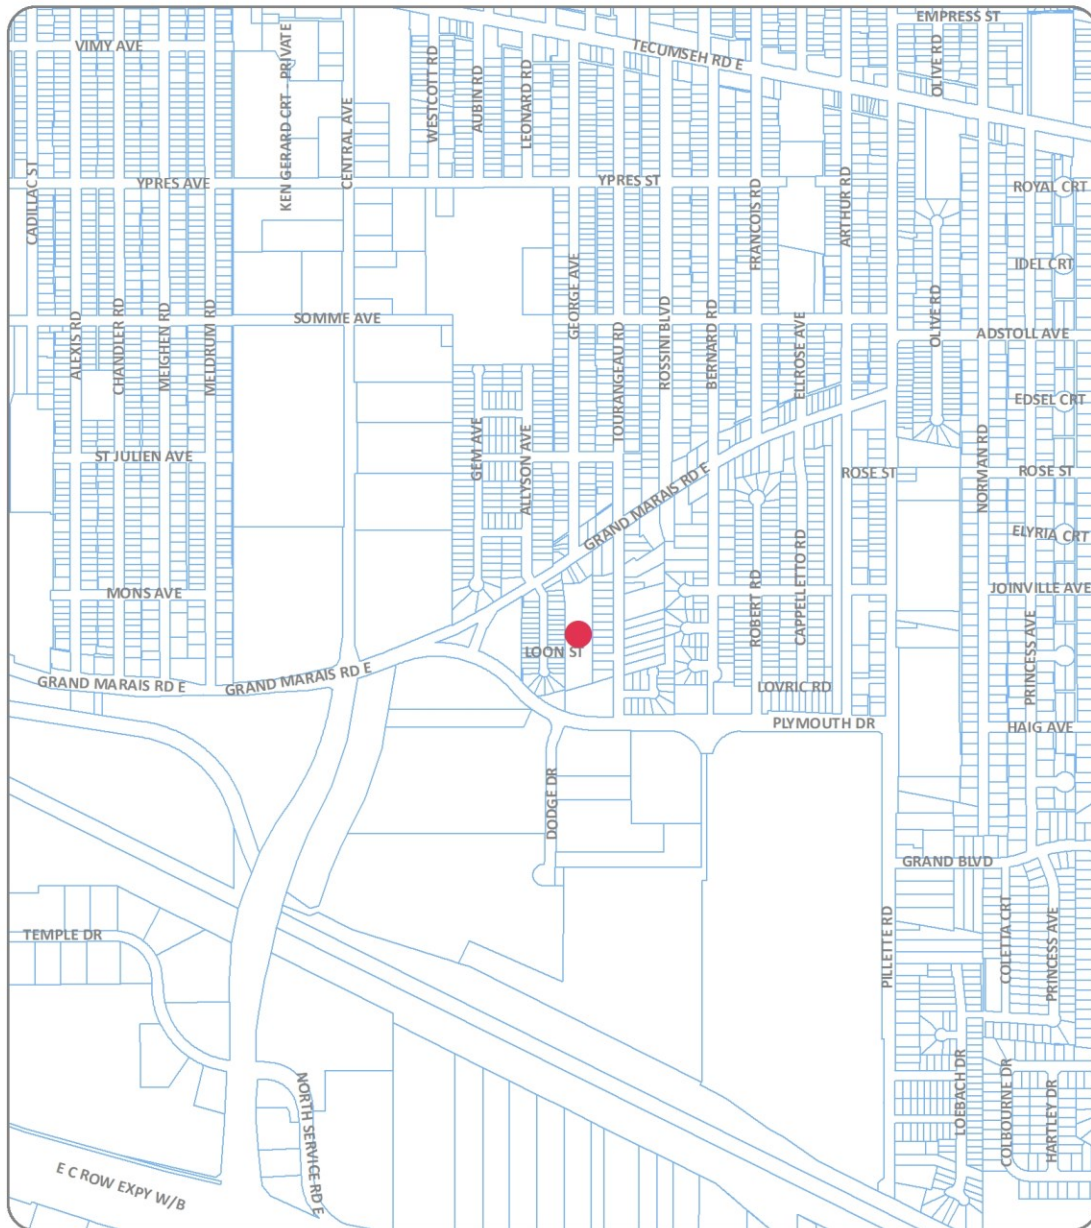 EMPRESS ST
VIMY AVE
TECUMSEH RD E
OLIVE RD
KEN GERARD CRT - PRIVATE
WESTCOTT RD
AUBIN RD
LEONARD RD
CENTRAL AVE
CADILLAC ST
YPRES AVE
YPRES ST
FRANCOIS RD
ARTHUR RD
ROYAL CRT
IDEL CRT
GEORGE AVE
SOMME AVE
ALEXIS RD
CHANDLER RD
MEIGHEN RD
MELDRUM RD
TOURANGEAU RD
ROSSINI BLVD
BERNARD RD
ELLROSE AVE
OLIVE RD
ADSTOLL AVE
EDSEL CRT
ST JULIEN AVE
GEM AVE
ALLYSON AVE
GRAND MARAIS RD E
ROSE ST
NORMAN RD
ROSE ST
ELYRIA CRT
MONS AVE
ROBERT RD
CAPPELLETTO RD
JOINVILLE AVE
PRINCESS AVE
LOON ST
GRAND MARAIS RD E
GRAND MARAIS RD E
LOVRIC RD
PLYMOUTH DR
HAIG AVE
DODGE DR
GRAND BLVD
TEMPLE DR
PILLETTE RD
COLETTA CRT
PRINCESS AVE
NORTH SERVICE RD E
LOEBACH DR
COLBOURNE DR
HARTLEY DR
E C ROW EXPY W/B